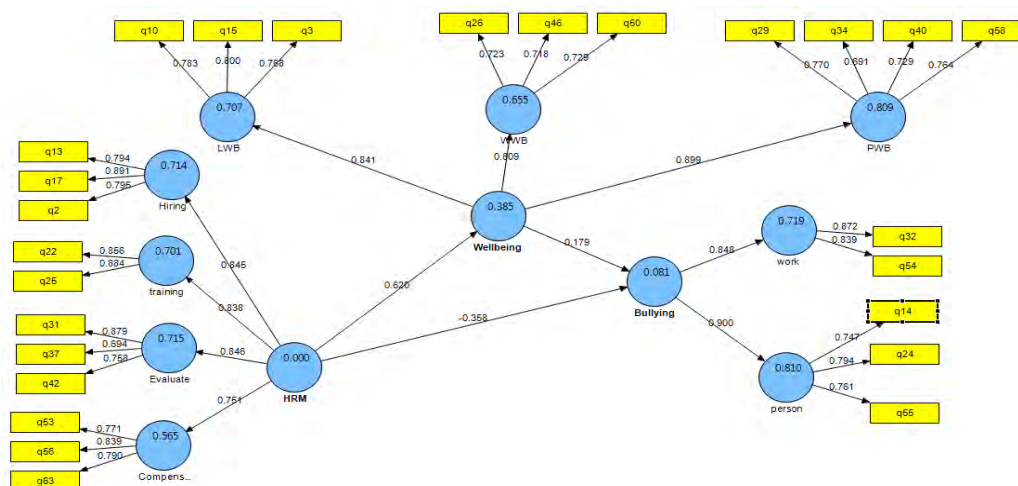 q10 q15 q3
0.783 0.800 0.788
0.707
LWB
q26 q46 q50
0.723 0.718 0.729
0.655
WWB
q29 q34 q40 q58
0.770 0.691 0.729 0.764
0.809
PWB
0.841
0.809
0.899
q13
q17
q2
0.794
0.891
0.795
0.714
Hiring
q22
q25
0.856
0.884
0.701
training
q31
q37
q42
0.879
0.694
0.758
0.715
Evaluate
q53
q56
q63
0.771
0.839
0.790
0.565
Compens...
0.845
0.838
0.846
0.751
0.000
HRM
0.620
-0.358
0.385
Wellbeing
0.179
0.081
Bullying
0.848
0.900
0.719
work
0.872
0.839
q32
q54
0.810
person
0.747
0.794
0.761
q14
q24
q55